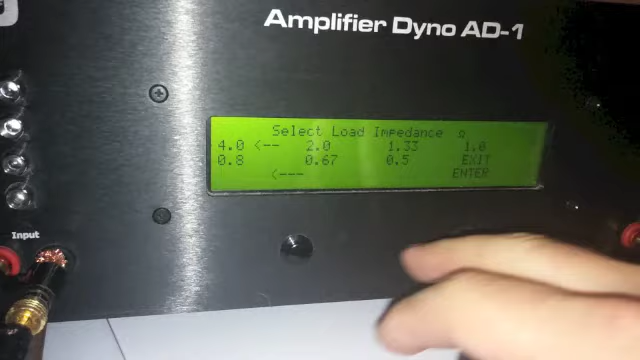 Amplifier Dyno AD-1
Select Load Impedance Ω
4.0 <-- 2.0 1.33 1.0
0.8 0.67 0.5 EXIT
<--- ENTER
Input